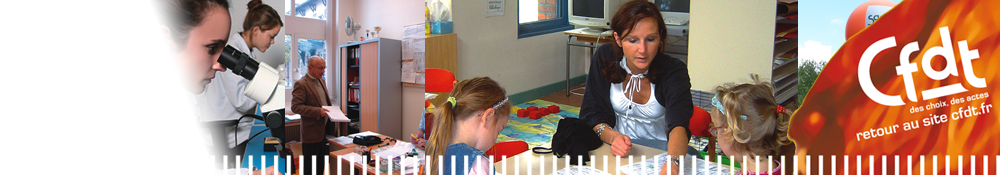 Cfdt
des choix, des actes
retour au site cfdt.fr